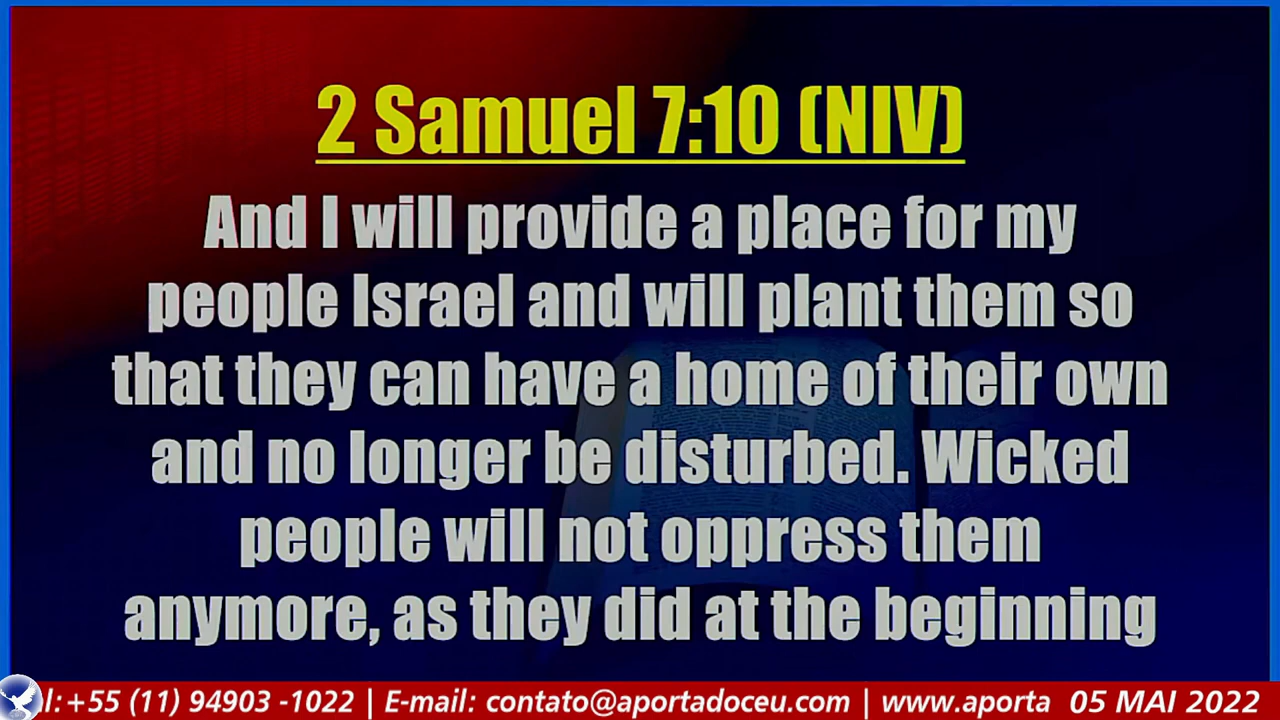 2 Samuel 7:10 (NIV)
And I will provide a place for my
people Israel and will plant them so
that they can have a home of their own
and no longer be disturbed. Wicked
people will not oppress them
anymore, as they did at the beginning
l: +55 (11) 94903 -1022 | E-mail: contato@aportadoceu.com | www.aporta 05 MAI 2022